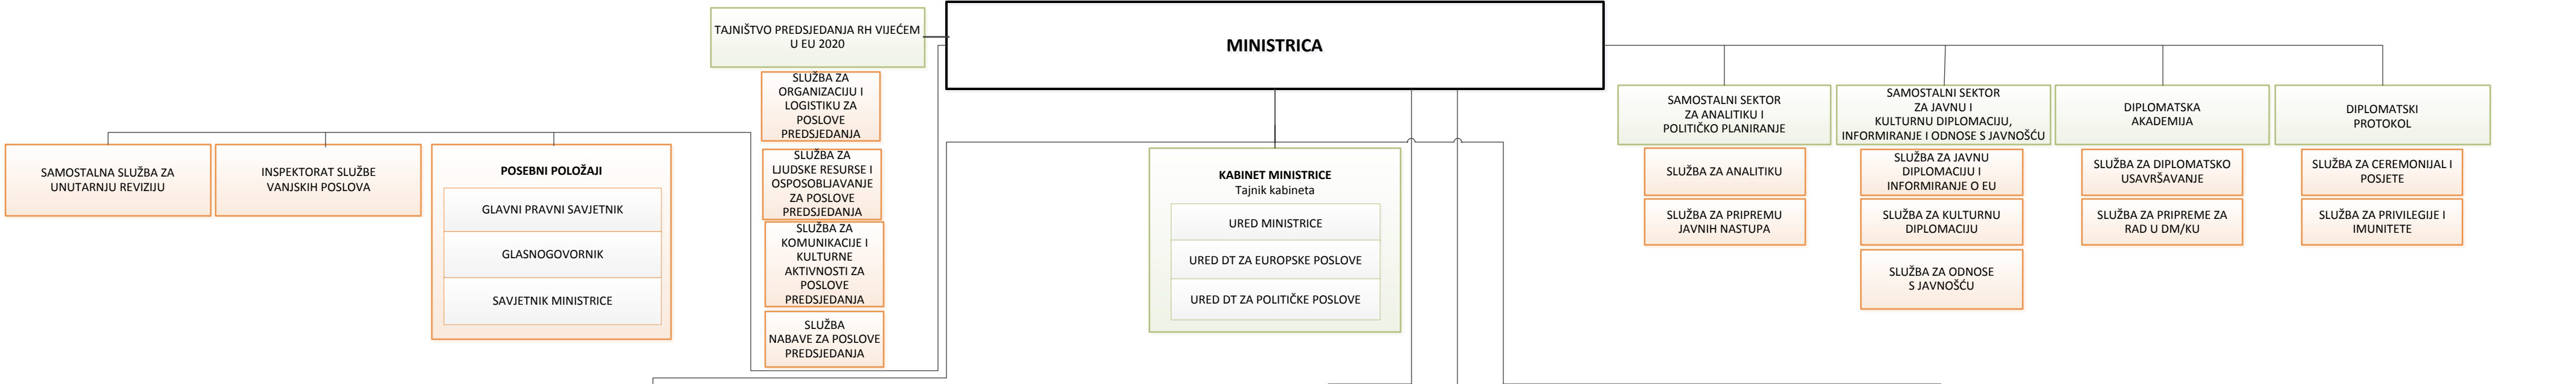 TAJNIŠTVO PREDSJEDANJA RH VIJEĆEM
U EU 2020
MINISTRICA
SLUŽBA ZA
ORGANIZACIJU I
LOGISTIKU ZA
POSLOVE
PREDSJEDANJA
SLUŽBA ZA
LJUDSKE RESURSE I
OSPOSOBLJAVANJE
ZA POSLOVE
PREDSJEDANJA
SLUŽBA ZA
KOMUNIKACIJE I
KULTURNE
AKTIVNOSTI ZA
POSLOVE
PREDSJEDANJA
SLUŽBA
NABAVE ZA POSLOVE
PREDSJEDANJA
SAMOSTALNA SLUŽBA ZA
UNUTARNJU REVIZIJU
INSPEKTORAT SLUŽBE
VANJSKIH POSLOVA
POSEBNI POLOŽAJI
GLAVNI PRAVNI SAVJETNIK
GLASNOGOVORNIK
SAVJETNIK MINISTRICE
KABINET MINISTRICE
Tajnik kabineta
URED MINISTRICE
URED DT ZA EUROPSKE POSLOVE
URED DT ZA POLITIČKE POSLOVE
SAMOSTALNI SEKTOR
ZA ANALITIKU I
POLITIČKO PLANIRANJE
SLUŽBA ZA ANALITIKU
SLUŽBA ZA PRIPREMU
JAVNIH NASTUPA
SAMOSTALNI SEKTOR
ZA JAVNU I
KULTURNU DIPLOMACIJU,
INFORMIRANJE I ODNOSE S JAVNOŠĆU
SLUŽBA ZA JAVNU
DIPLOMACIJU I
INFORMIRANJE O EU
SLUŽBA ZA KULTURNU
DIPLOMACIJU
SLUŽBA ZA ODNOSE
S JAVNOŠĆU
DIPLOMATSKA
AKADEMIJA
SLUŽBA ZA DIPLOMATSKO
USAVRŠAVANJE
SLUŽBA ZA PRIPREME ZA
RAD U DM/KU
DIPLOMATSKI
PROTOKOL
SLUŽBA ZA CEREMONIJAL I
POSJETE
SLUŽBA ZA PRIVILEGIJE I
IMUNITETE